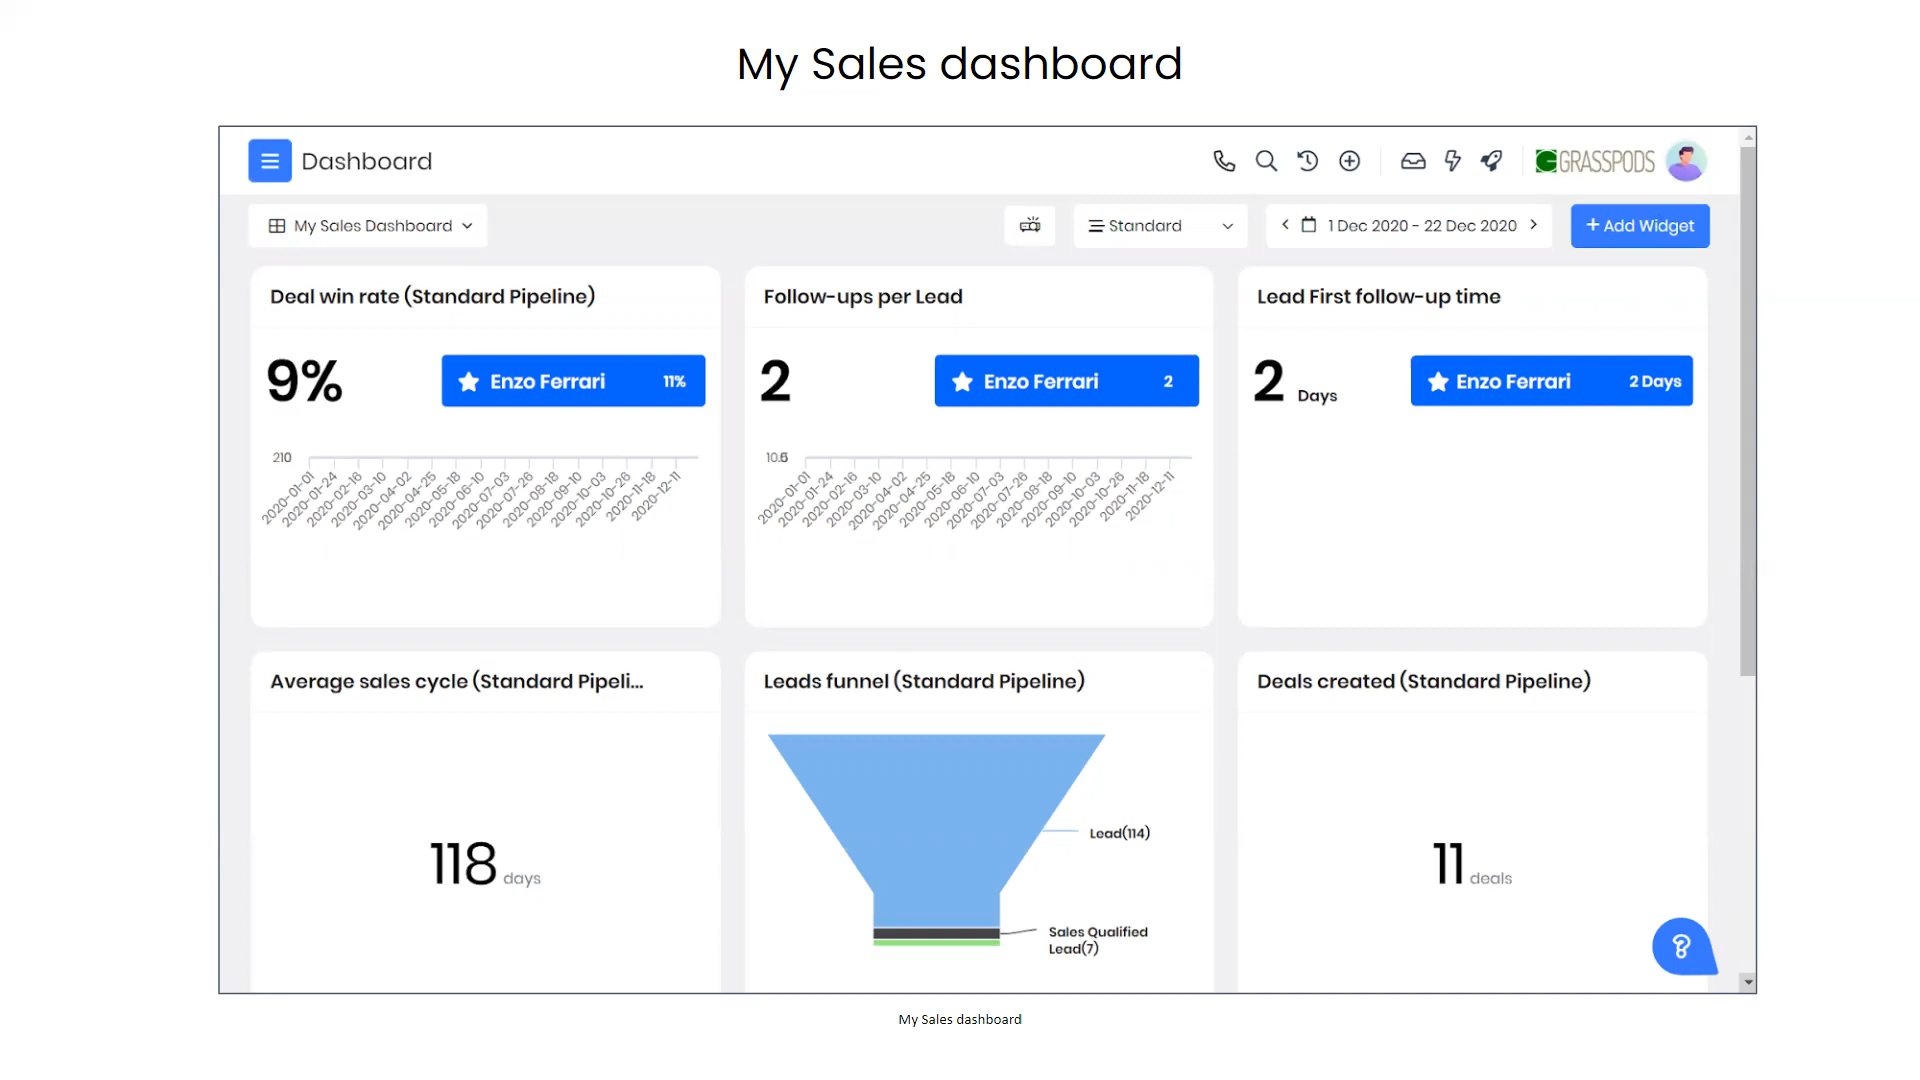 My Sales dashboard
Dashboard
GRASSPODS
My Sales Dashboard
Standard
1 Dec 2020 - 22 Dec 2020
+ Add Widget
Deal win rate (Standard Pipeline)
9%
Enzo Ferrari 11%
210
2020-01-01
2020-01-24
2020-02-16
2020-03-10
2020-04-02
2020-04-25
2020-05-18
2020-06-10
2020-07-03
2020-07-26
2020-08-18
2020-09-10
2020-10-03
2020-10-26
2020-11-18
2020-12-11
Follow-ups per Lead
2
Enzo Ferrari 2
2020-01-01
2020-01-24
2020-02-16
2020-03-10
2020-04-02
2020-04-25
2020-05-18
2020-06-10
2020-07-03
2020-07-26
2020-08-18
2020-09-10
2020-10-03
2020-10-26
2020-11-18
2020-12-11
Lead First follow-up time
2 Days
Enzo Ferrari 2 Days
Average sales cycle (Standard Pipeli...
118 days
Leads funnel (Standard Pipeline)
Lead(114)
Sales Qualified
Lead(7)
Deals created (Standard Pipeline)
11 deals
?
My Sales dashboard